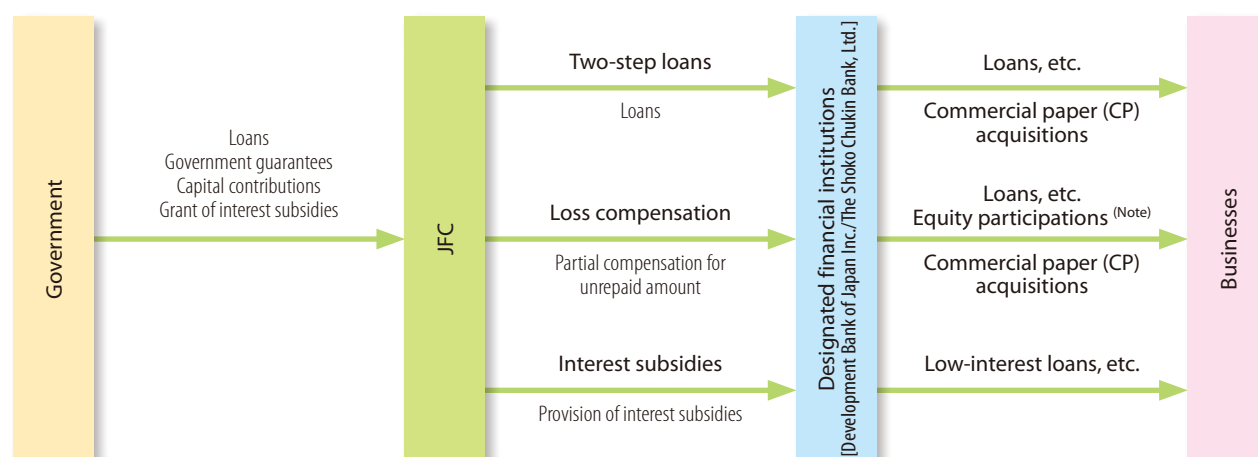 Government
Loans
Government guarantees
Capital contributions
Grant of interest subsidies
JFC
Two-step loans
Loans
Loss compensation
Partial compensation for
unrepaid amount
Interest subsidies
Provision of interest subsidies
Designated financial institutions
[Development Bank of Japan Inc./The Shoko Chukin Bank, Ltd.]
Loans, etc.
Commercial paper (CP)
acquisitions
Loans, etc.
Equity participations (Note)
Commercial paper (CP)
acquisitions
Low-interest loans, etc.
Businesses